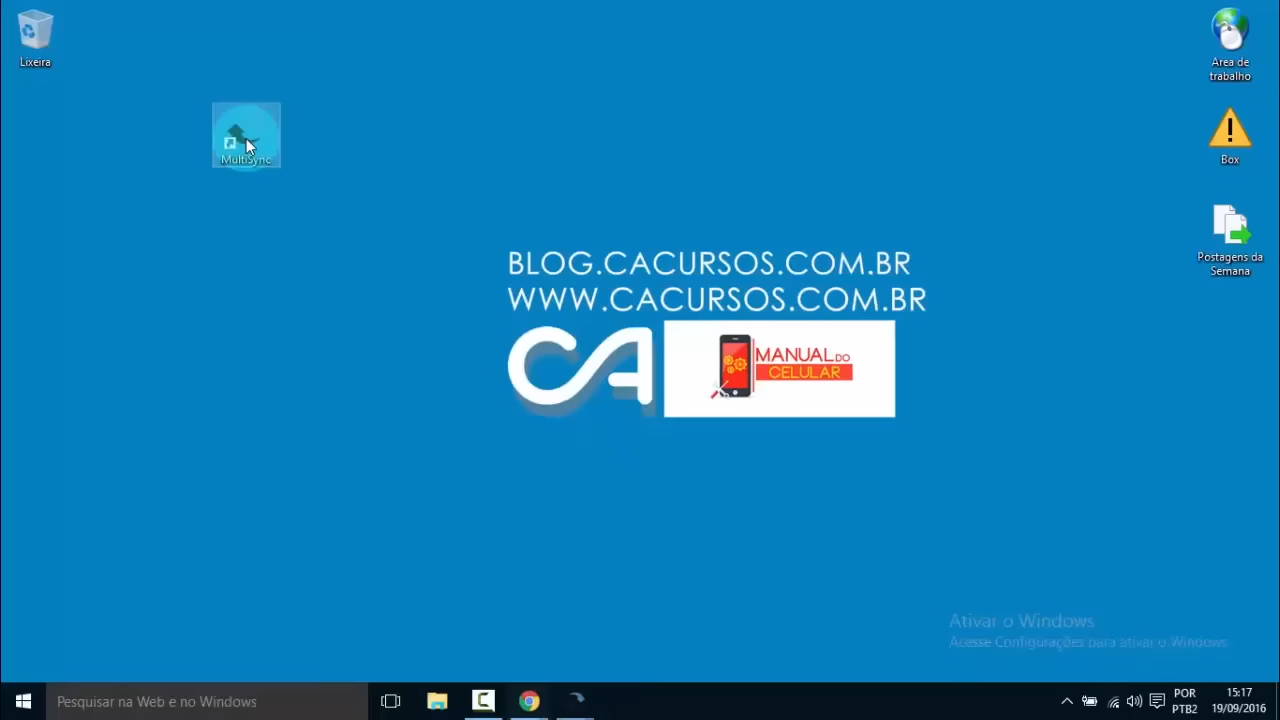 Lixeira
Área de
trabalho
MultiSync
Box
Postagens da
Semana
BLOG.CACURSOS.COM.BR
WWW.CACURSOS.COM.BR
CA
MANUAL DO
CELULAR
Ativar o Windows
Acesse Configurações para ativar o Windows.
Pesquisar na Web e no Windows
POR
PTB2
15:17
19/09/2016